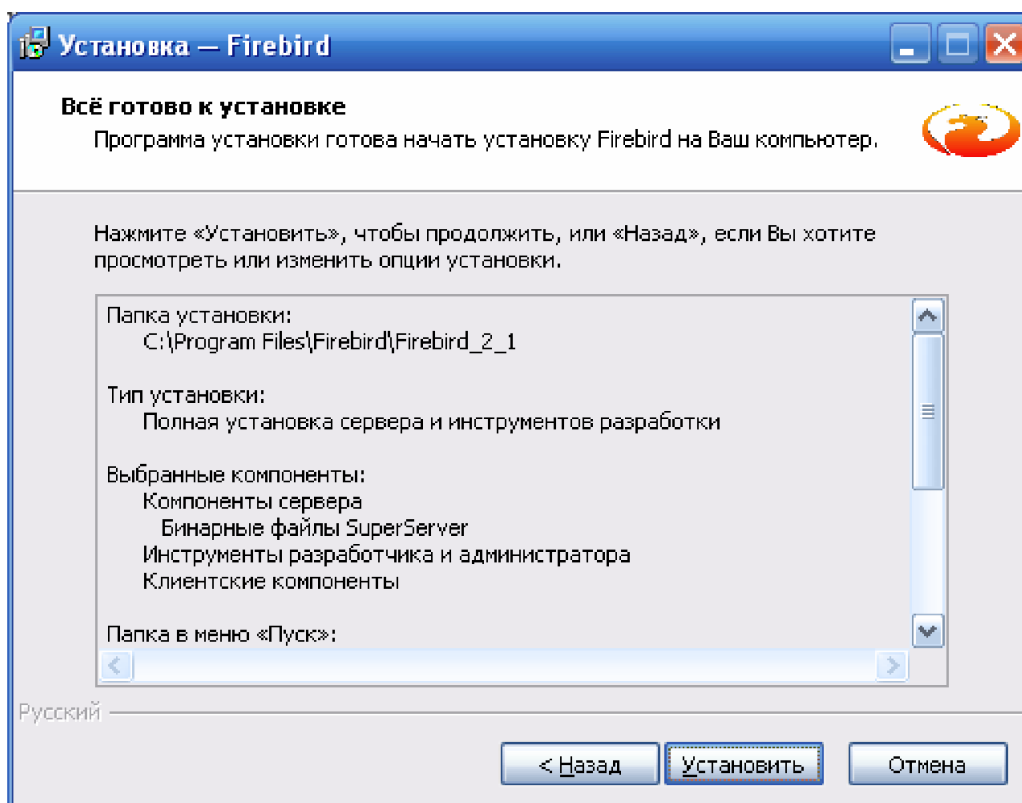 Установка — Firebird
Всё готово к установке
Программа установки готова начать установку Firebird на Ваш компьютер.
Нажмите «Установить», чтобы продолжить, или «Назад», если Вы хотите
просмотреть или изменить опции установки.
Папка установки:
C:\Program Files\Firebird\Firebird_2_1
Тип установки:
Полная установка сервера и инструментов разработки
Выбранные компоненты:
Компоненты сервера
Бинарные файлы SuperServer
Инструменты разработчика и администратора
Клиентские компоненты
Папка в меню «Пуск»:
Русский
< Назад
Установить
Отмена